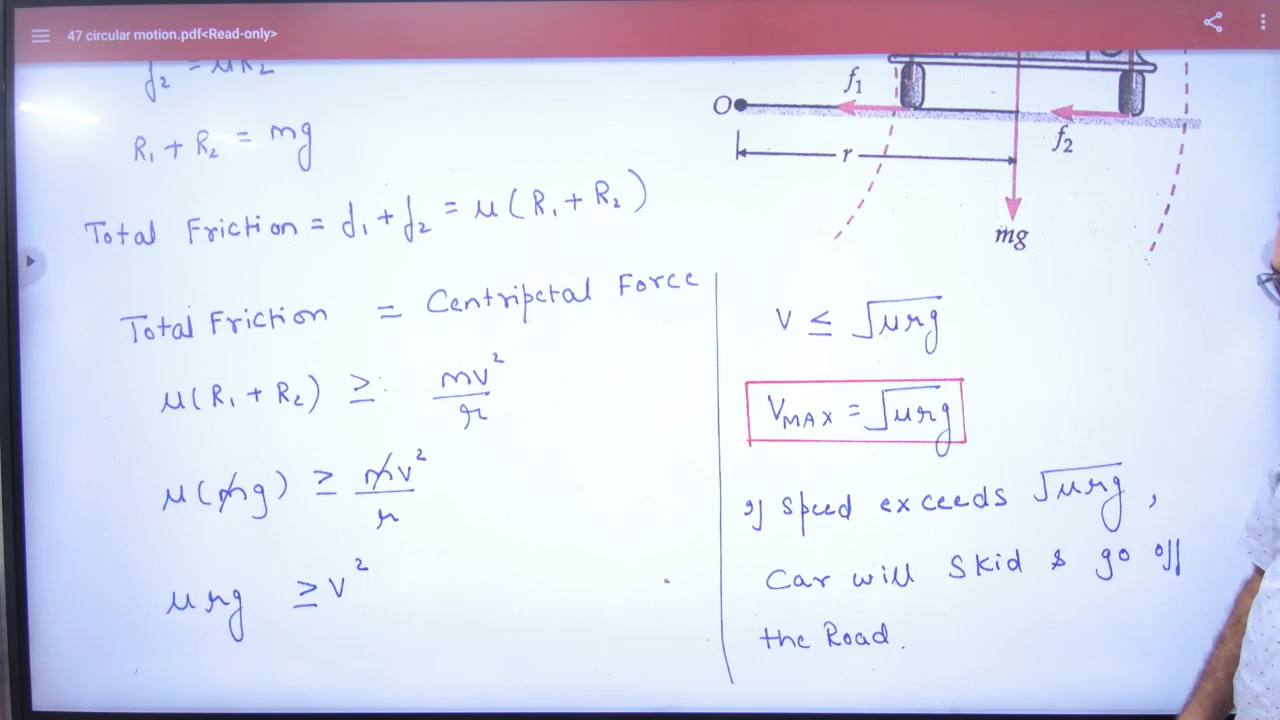 47 circular motion.pdf<Read-only>
f₂ = μR₂
R₁ + R₂ = mg
Total Friction = f₁ + f₂ = μ(R₁ + R₂)
Total Friction = Centripetal Force
μ(R₁ + R₂) ≥ mv²/r
μ(mg) ≥ mv²/r
μrg ≥ v²
O
f₁
f₂
r
mg
V ≤ √μrg
VMAX = √μrg
If speed exceeds √μrg,
Car will Skid & go off
the Road.